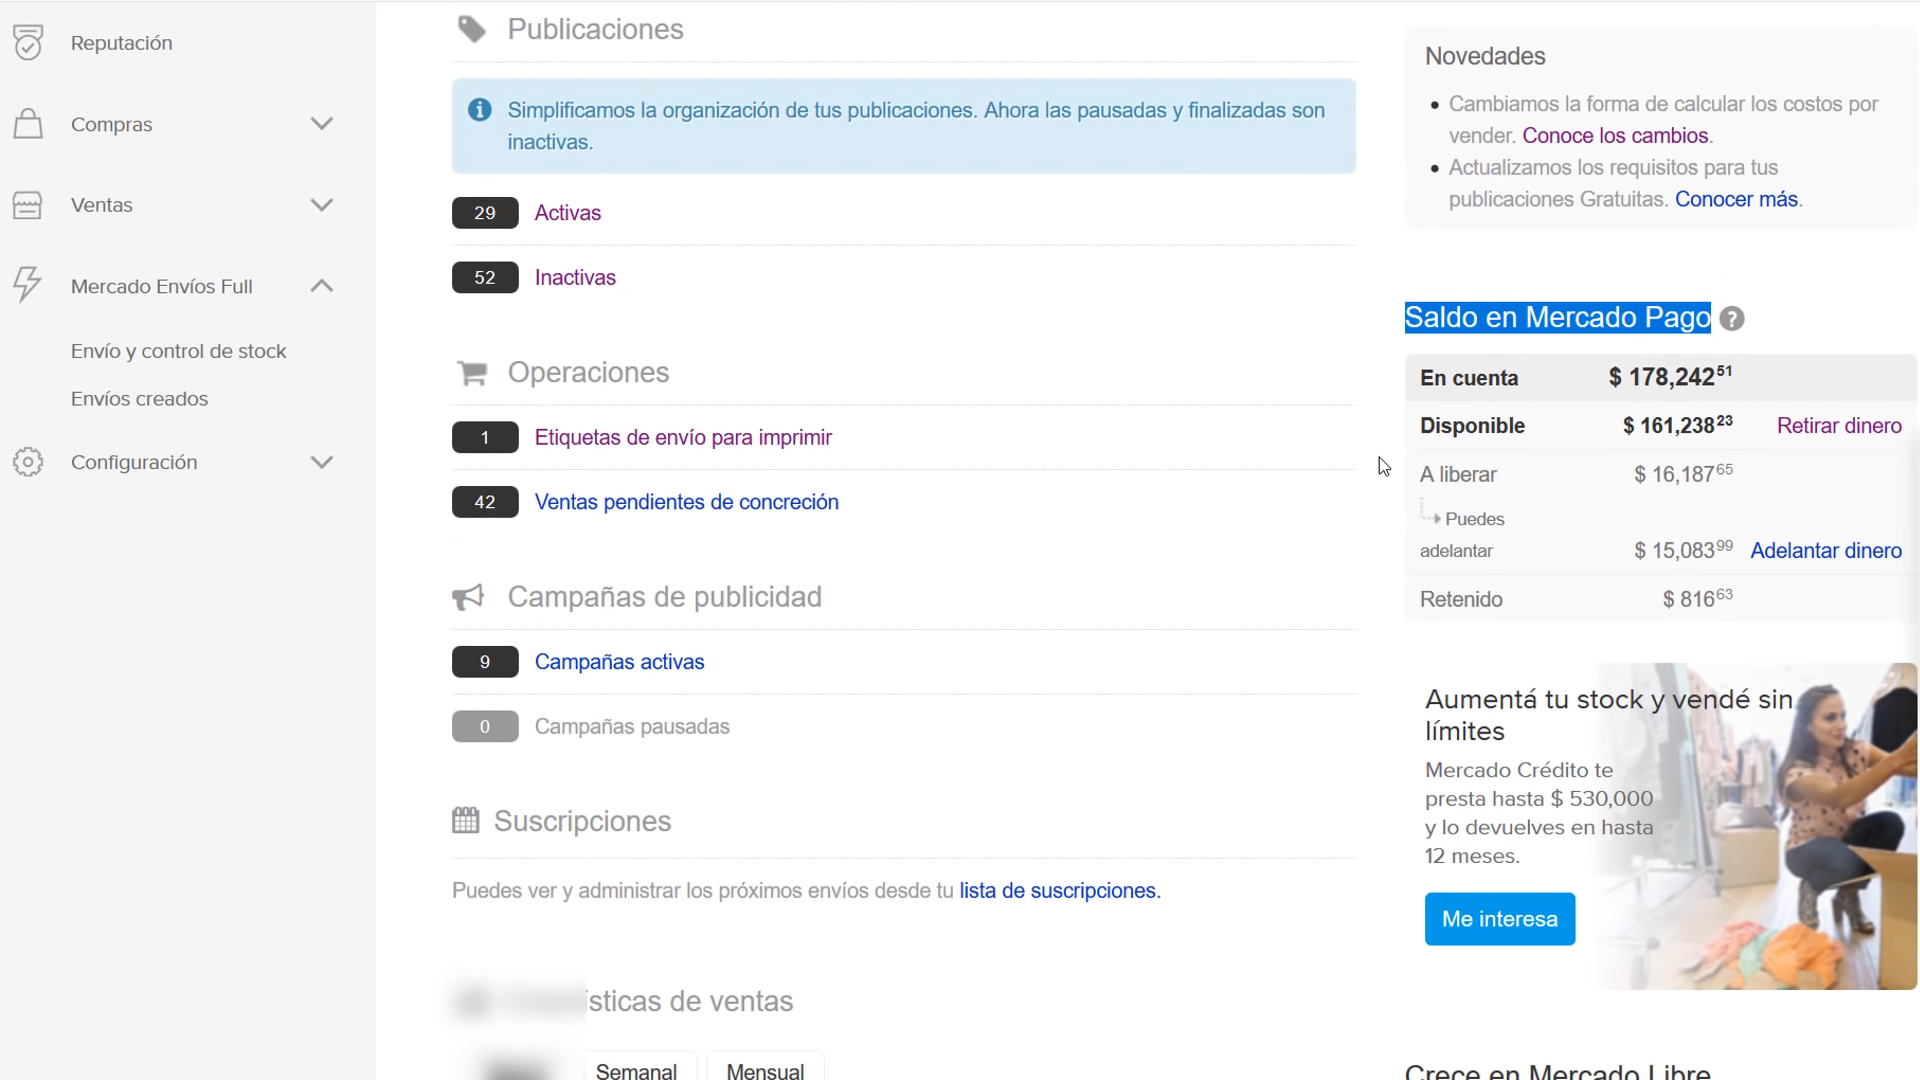 Reputación
Compras
Ventas
Mercado Envíos Full
Envío y control de stock
Envíos creados
Configuración
Publicaciones
Simplificamos la organización de tus publicaciones. Ahora las pausadas y finalizadas son
inactivas.
29 Activas
52 Inactivas
Operaciones
1 Etiquetas de envío para imprimir
42 Ventas pendientes de concreción
Campañas de publicidad
9 Campañas activas
0 Campañas pausadas
Suscripciones
Puedes ver y administrar los próximos envíos desde tu lista de suscripciones.
ísticas de ventas
Semanal Mensual
Novedades
• Cambiamos la forma de calcular los costos por
vender. Conoce los cambios.
• Actualizamos los requisitos para tus
publicaciones Gratuitas. Conocer más.
Saldo en Mercado Pago ?
En cuenta $ 178,242 51
Disponible $ 161,238 23 Retirar dinero
A liberar $ 16,187 65
Puedes
adelantar $ 15,083 99 Adelantar dinero
Retenido $ 816 63
Aumentá tu stock y vendé sin
límites
Mercado Crédito te
presta hasta $ 530,000
y lo devuelves en hasta
12 meses.
Me interesa
Crece en Mercado Libre